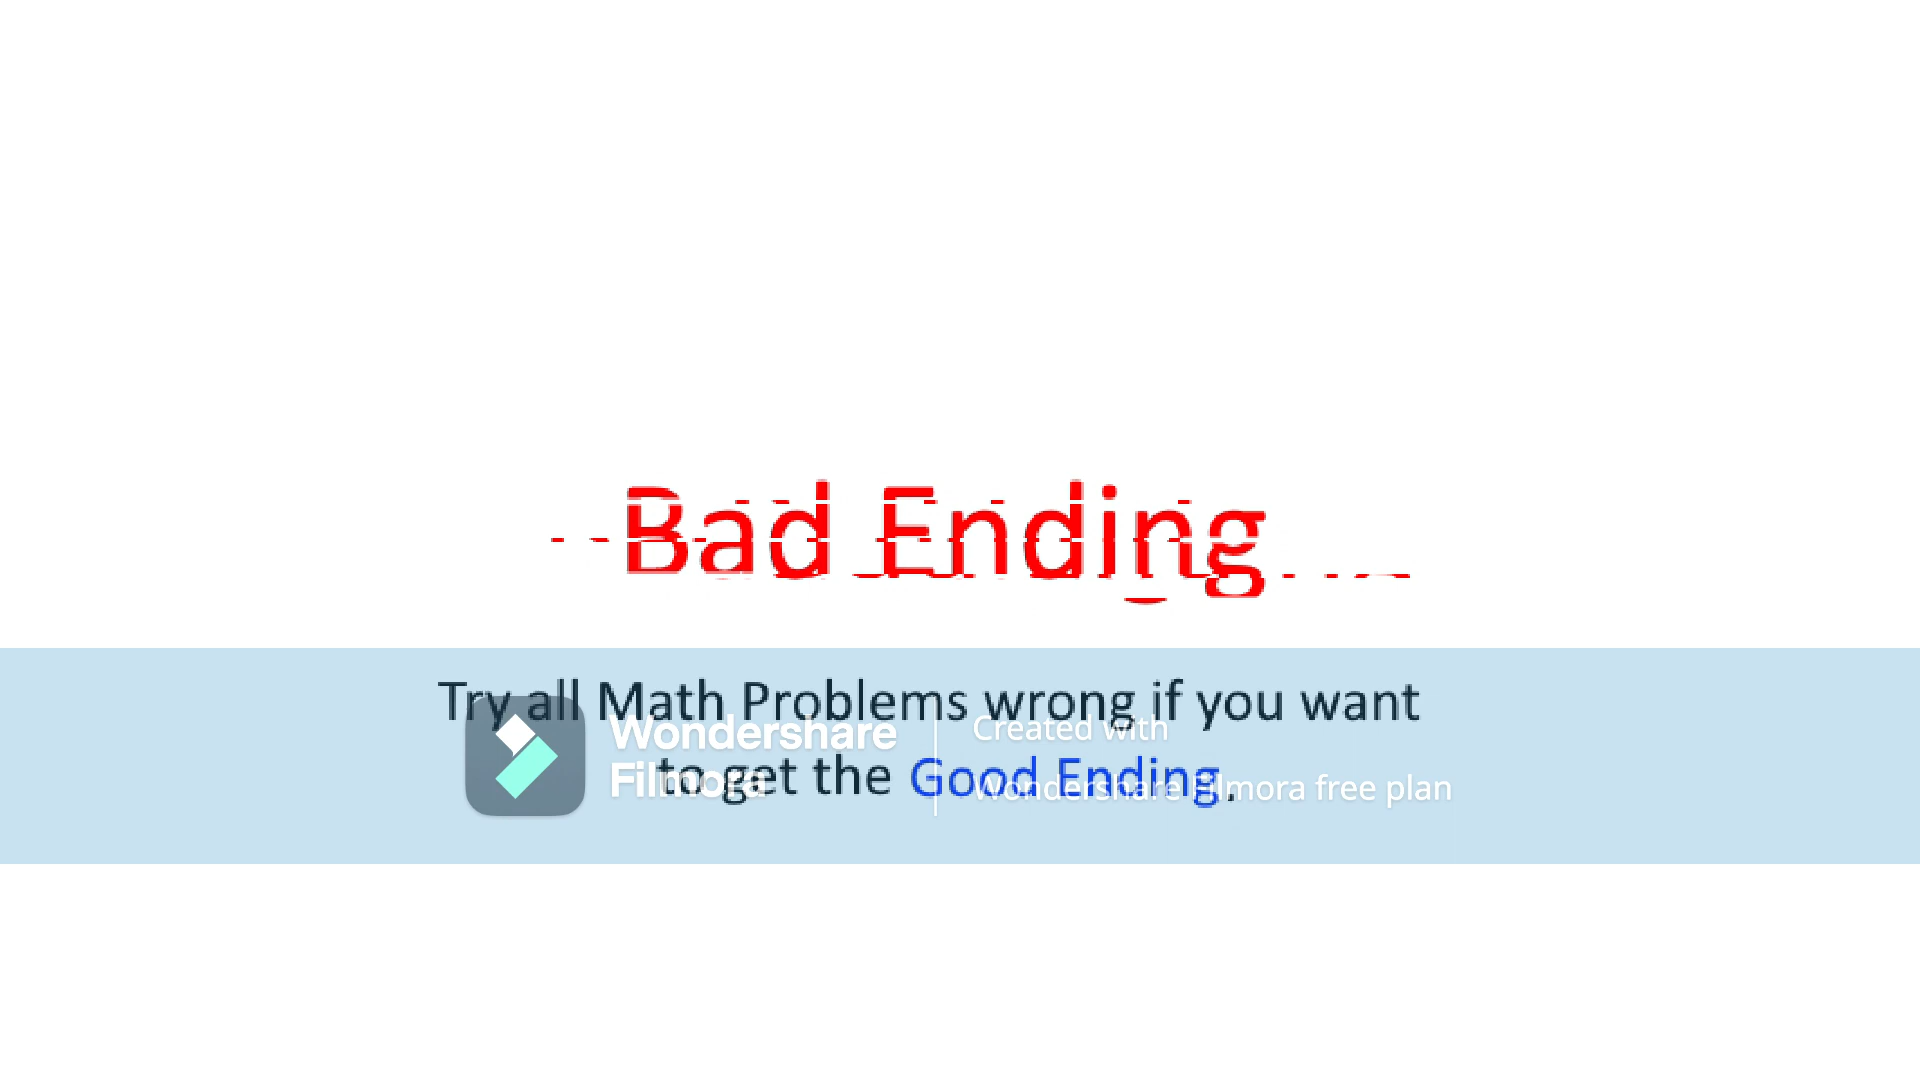 Bad Ending
Try all Math Problems wrong if you want
to get the Good Ending.
Wondershare
Filmora
Created with
Wondershare Filmora free plan